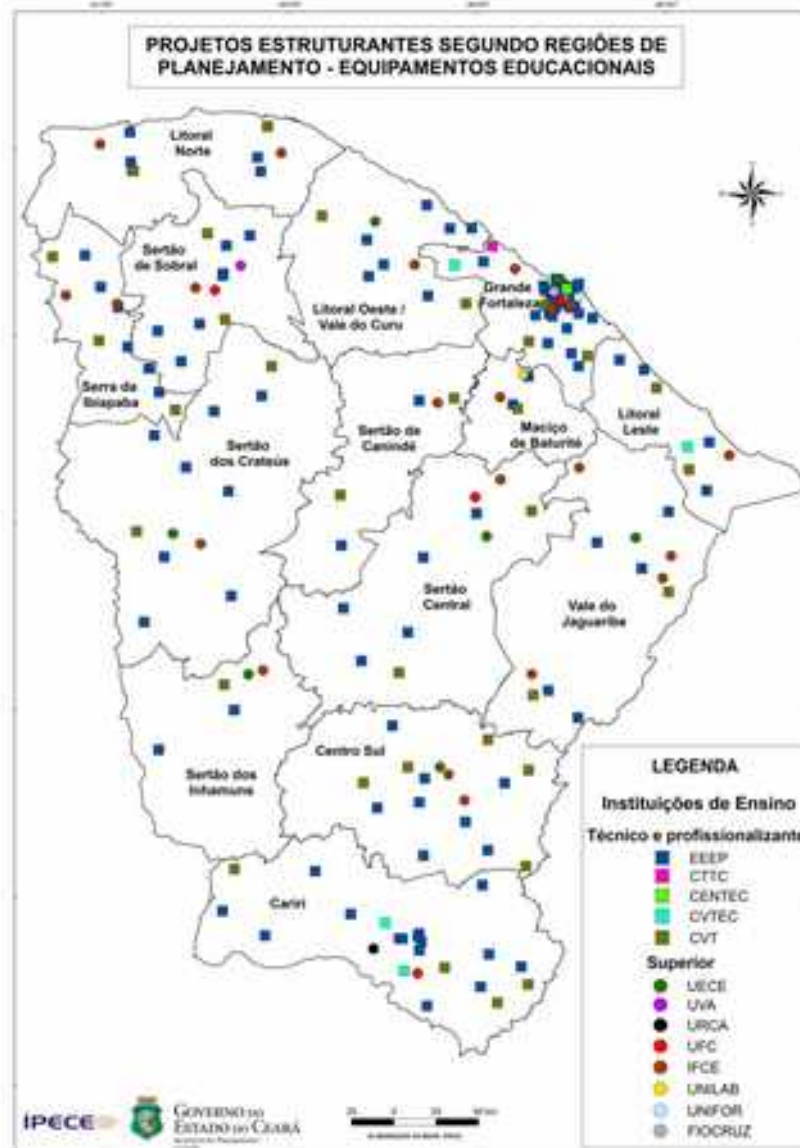 PROJETOS ESTRUTURANTES SEGUNDO REGIÕES DE
PLANEJAMENTO - EQUIPAMENTOS EDUCACIONAIS
Litoral
Norte
Sertão
de Sobral
Litoral Oeste /
Vale do Curu
Grande
Fortaleza
Serra da
Ibiapaba
Sertão
dos Crateús
Sertão de
Canindé
Maciço
de Baturité
Litoral
Leste
Sertão
Central
Vale do
Jaguaribe
Sertão dos
Inhamuns
Centro Sul
Cariri
LEGENDA
Instituições de Ensino
Técnico e profissionalizante
EEEP
CTTC
CENTEC
CVTEC
CVT
Superior
UECE
UVA
URCA
UFC
IFCE
UNILAB
UNIFOR
FIOCRUZ
IPECE
GOVERNO DO
ESTADO DO CEARÁ